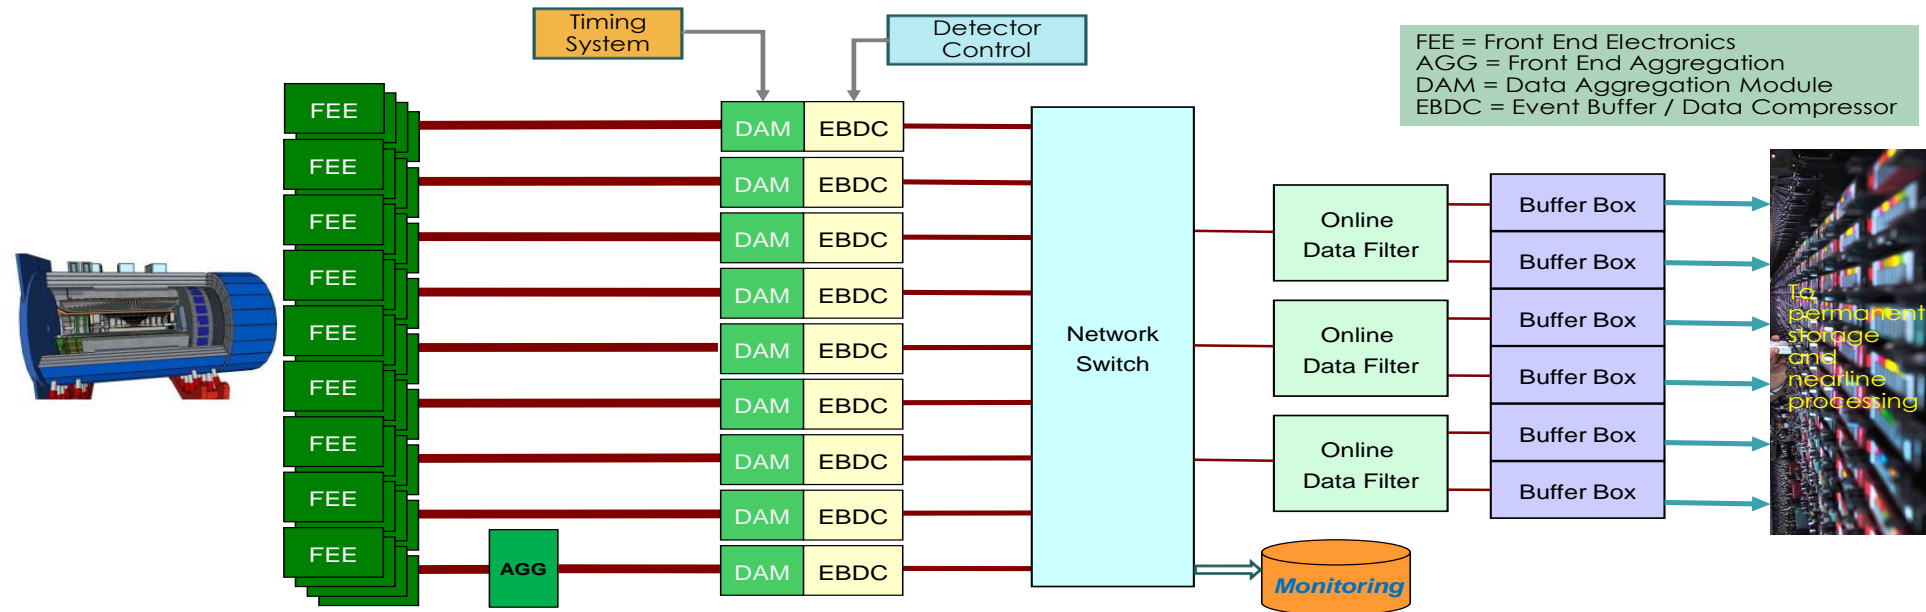 Timing
System
Detector
Control
FEE = Front End Electronics
AGG = Front End Aggregation
DAM = Data Aggregation Module
EBDC = Event Buffer / Data Compressor
FEE
DAM
EBDC
FEE
DAM
EBDC
FEE
DAM
EBDC
FEE
DAM
EBDC
FEE
DAM
EBDC
FEE
DAM
EBDC
FEE
DAM
EBDC
FEE
DAM
EBDC
FEE
AGG
DAM
EBDC
Network
Switch
Online
Data Filter
Online
Data Filter
Online
Data Filter
Monitoring
Buffer Box
Buffer Box
Buffer Box
Buffer Box
Buffer Box
Buffer Box
To
permanent
storage
and
nearline
processing